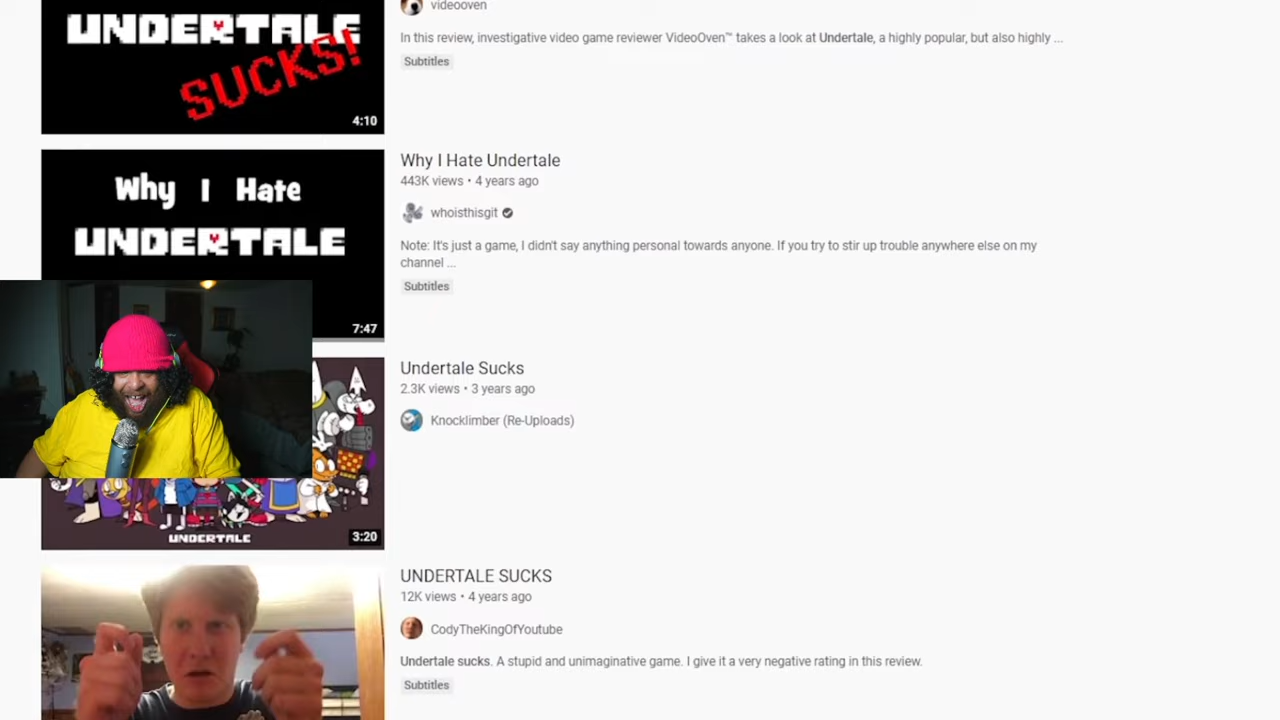 UNDERTALE
SUCKS!
4:10
videooven
In this review, investigative video game reviewer VideoOven™ takes a look at Undertale, a highly popular, but also highly ...
Subtitles
Why I Hate
UNDERTALE
7:47
Why I Hate Undertale
443K views • 4 years ago
whoisthisgit
Note: It's just a game, I didn't say anything personal towards anyone. If you try to stir up trouble anywhere else on my
channel ...
Subtitles
UNDERTALE
3:20
Undertale Sucks
2.3K views • 3 years ago
Knocklimber (Re-Uploads)
UNDERTALE SUCKS
12K views • 4 years ago
CodyTheKingOfYoutube
Undertale sucks. A stupid and unimaginative game. I give it a very negative rating in this review.
Subtitles